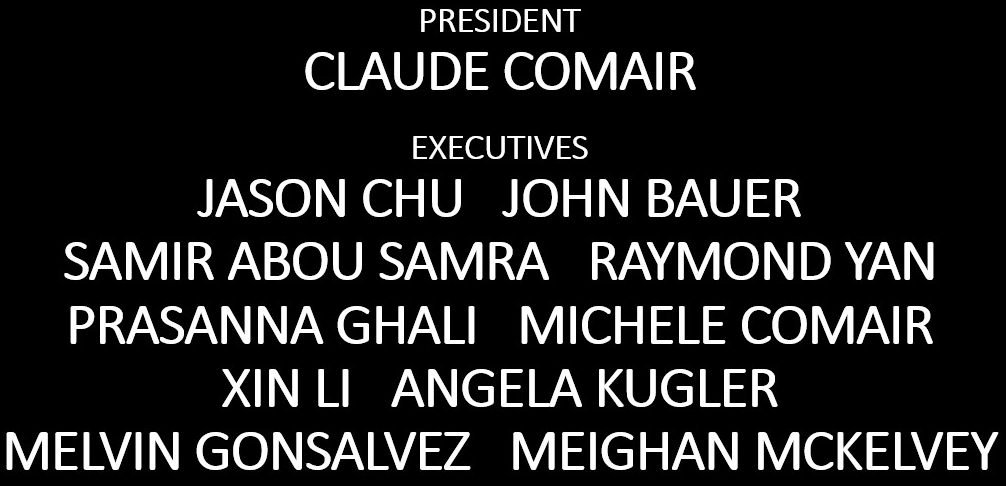 PRESIDENT
CLAUDE COMAIR
EXECUTIVES
JASON CHU JOHN BAUER
SAMIR ABOU SAMRA RAYMOND YAN
PRASANNA GHALI MICHELE COMAIR
XIN LI ANGELA KUGLER
MELVIN GONSALVEZ MEIGHAN MCKELVEY